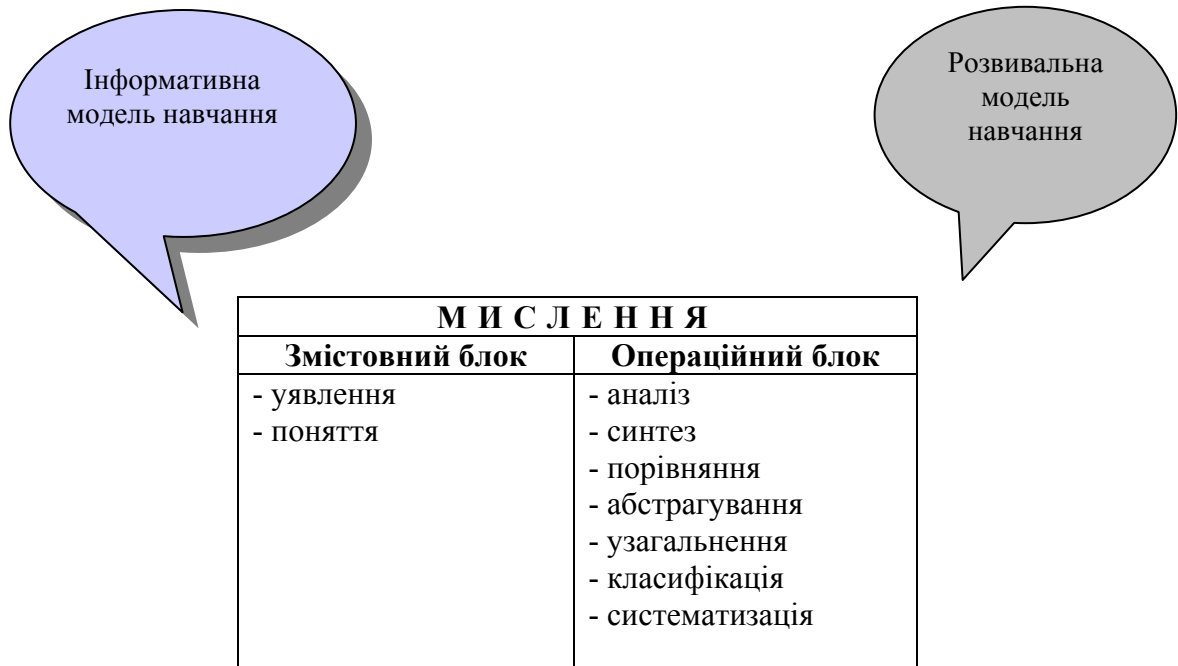 Інформативна
модель навчання
Розвивальна
модель
навчання
М И С Л Е Н Н Я
Змістовний блок
Операційний блок
- уявлення
- поняття
- аналіз
- синтез
- порівняння
- абстрагування
- узагальнення
- класифікація
- систематизація